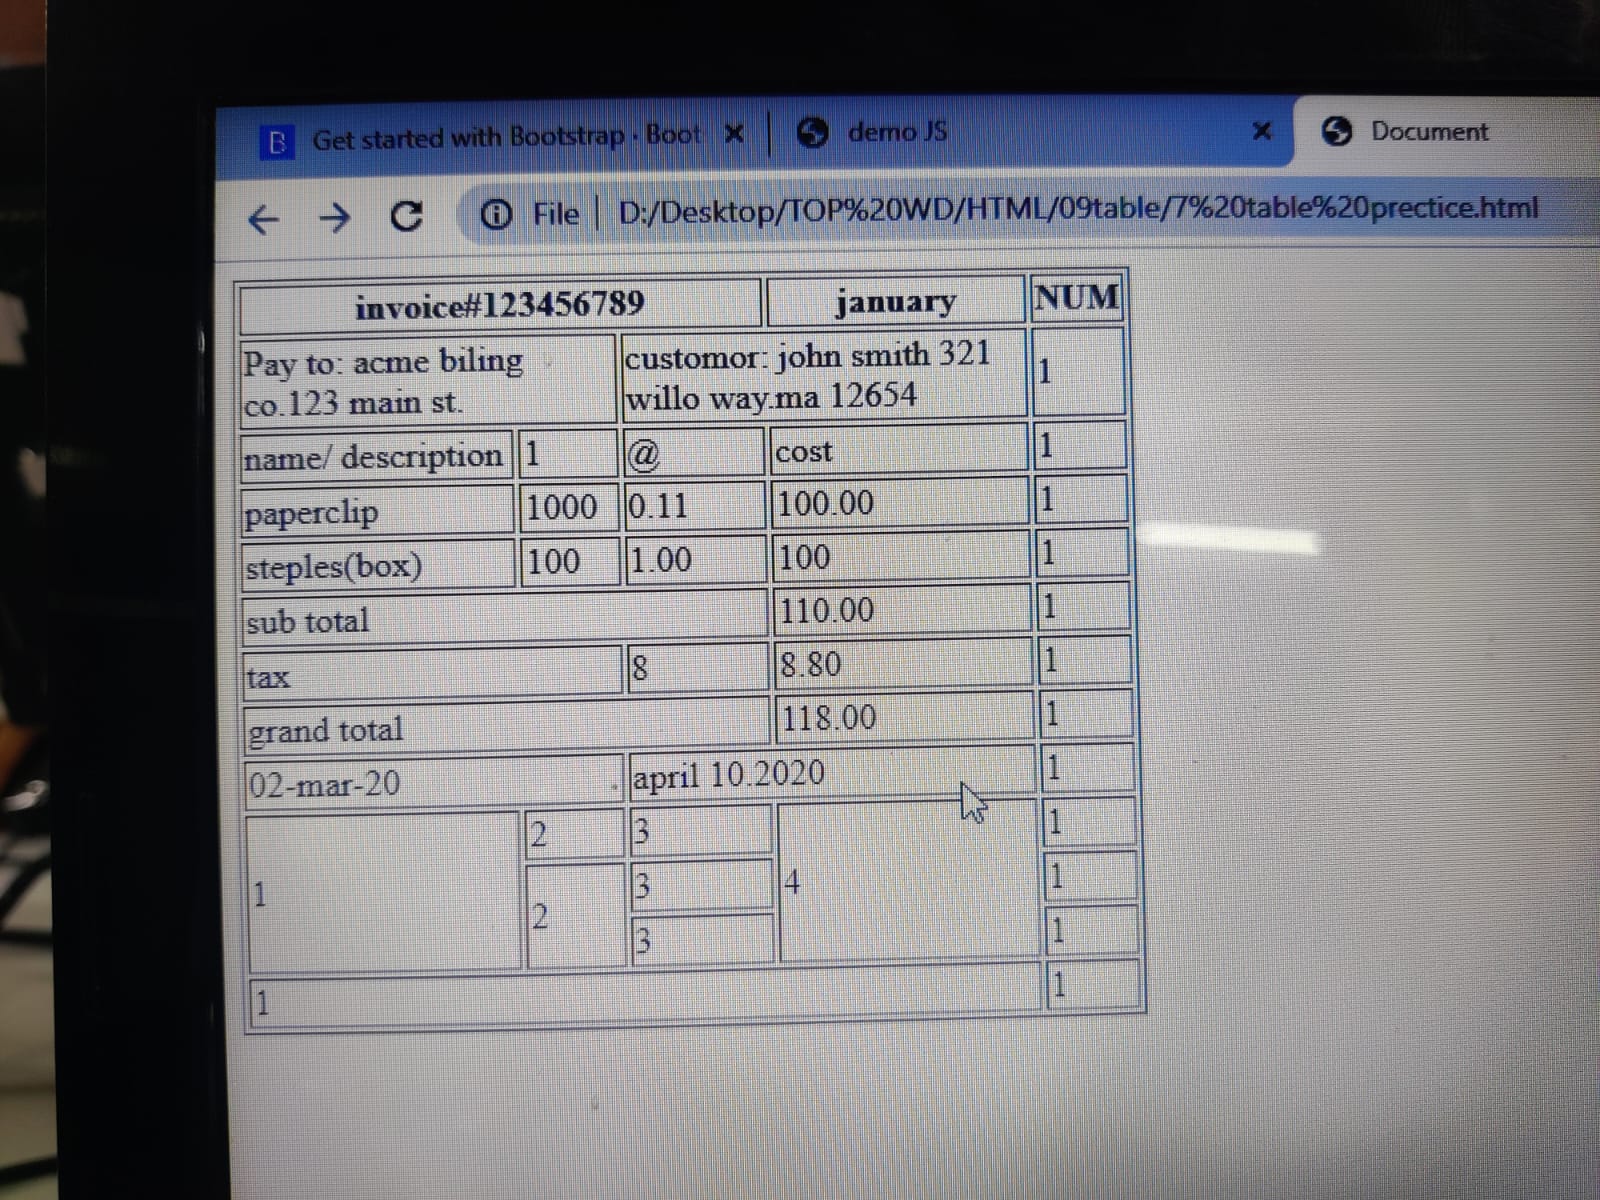 Get started with Bootstrap · Boot
demo JS
Document
File | D:/Desktop/TOP%20WD/HTML/09table/7%20table%20prectice.html
invoice#123456789 january NUM
Pay to: acme biling
co.123 main st.
customor: john smith 321
willo way.ma 12654
1
name/ description 1 @ cost 1
paperclip 1000 0.11 100.00 1
steples(box) 100 1.00 100 1
sub total 110.00 1
tax 8 8.80 1
grand total 118.00 1
02-mar-20 april 10.2020 1
1 2 3 4 1
2 3 1
3 1
1 1